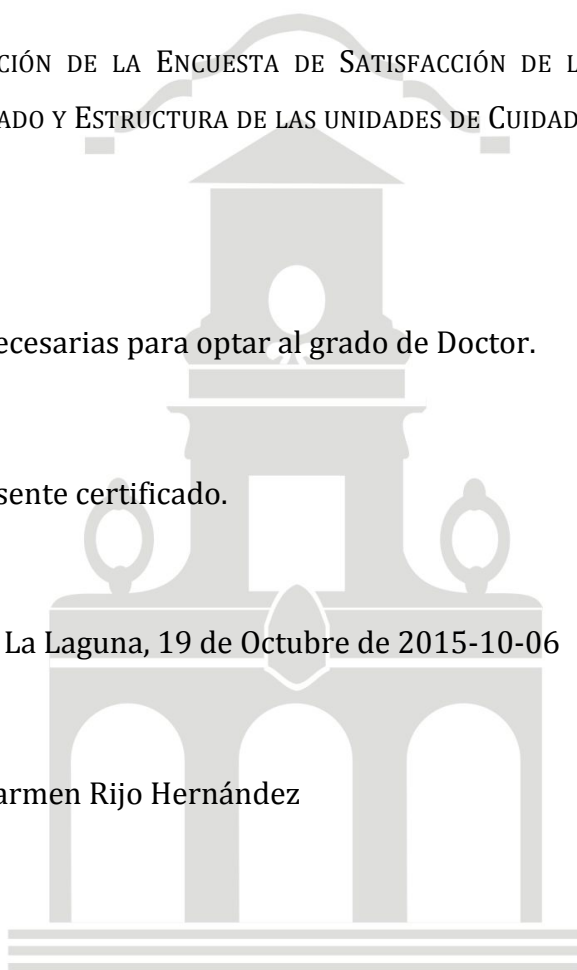 CIÓN DE LA ENCUESTA DE SATISFACCIÓN DE L
ADO Y ESTRUCTURA DE LAS UNIDADES DE CUIDAD
ecesarias para optar al grado de Doctor.
sente certificado.
La Laguna, 19 de Octubre de 2015-10-06
armen Rijo Hernández